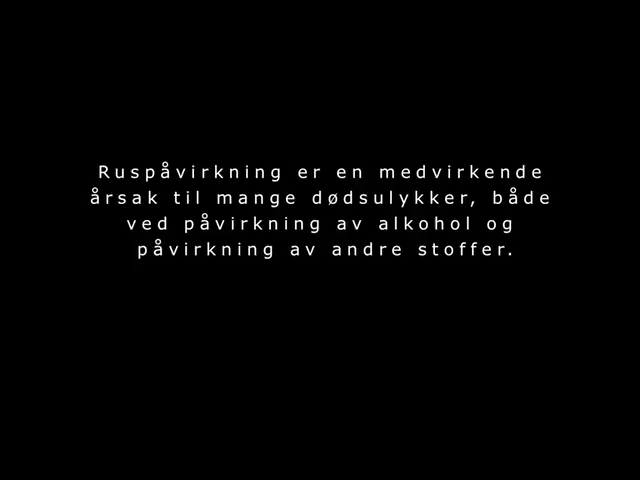 Ruspåvirkning er en medvirkende
årsak til mange dødsulykker, både
ved påvirkning av alkohol og
påvirkning av andre stoffer.